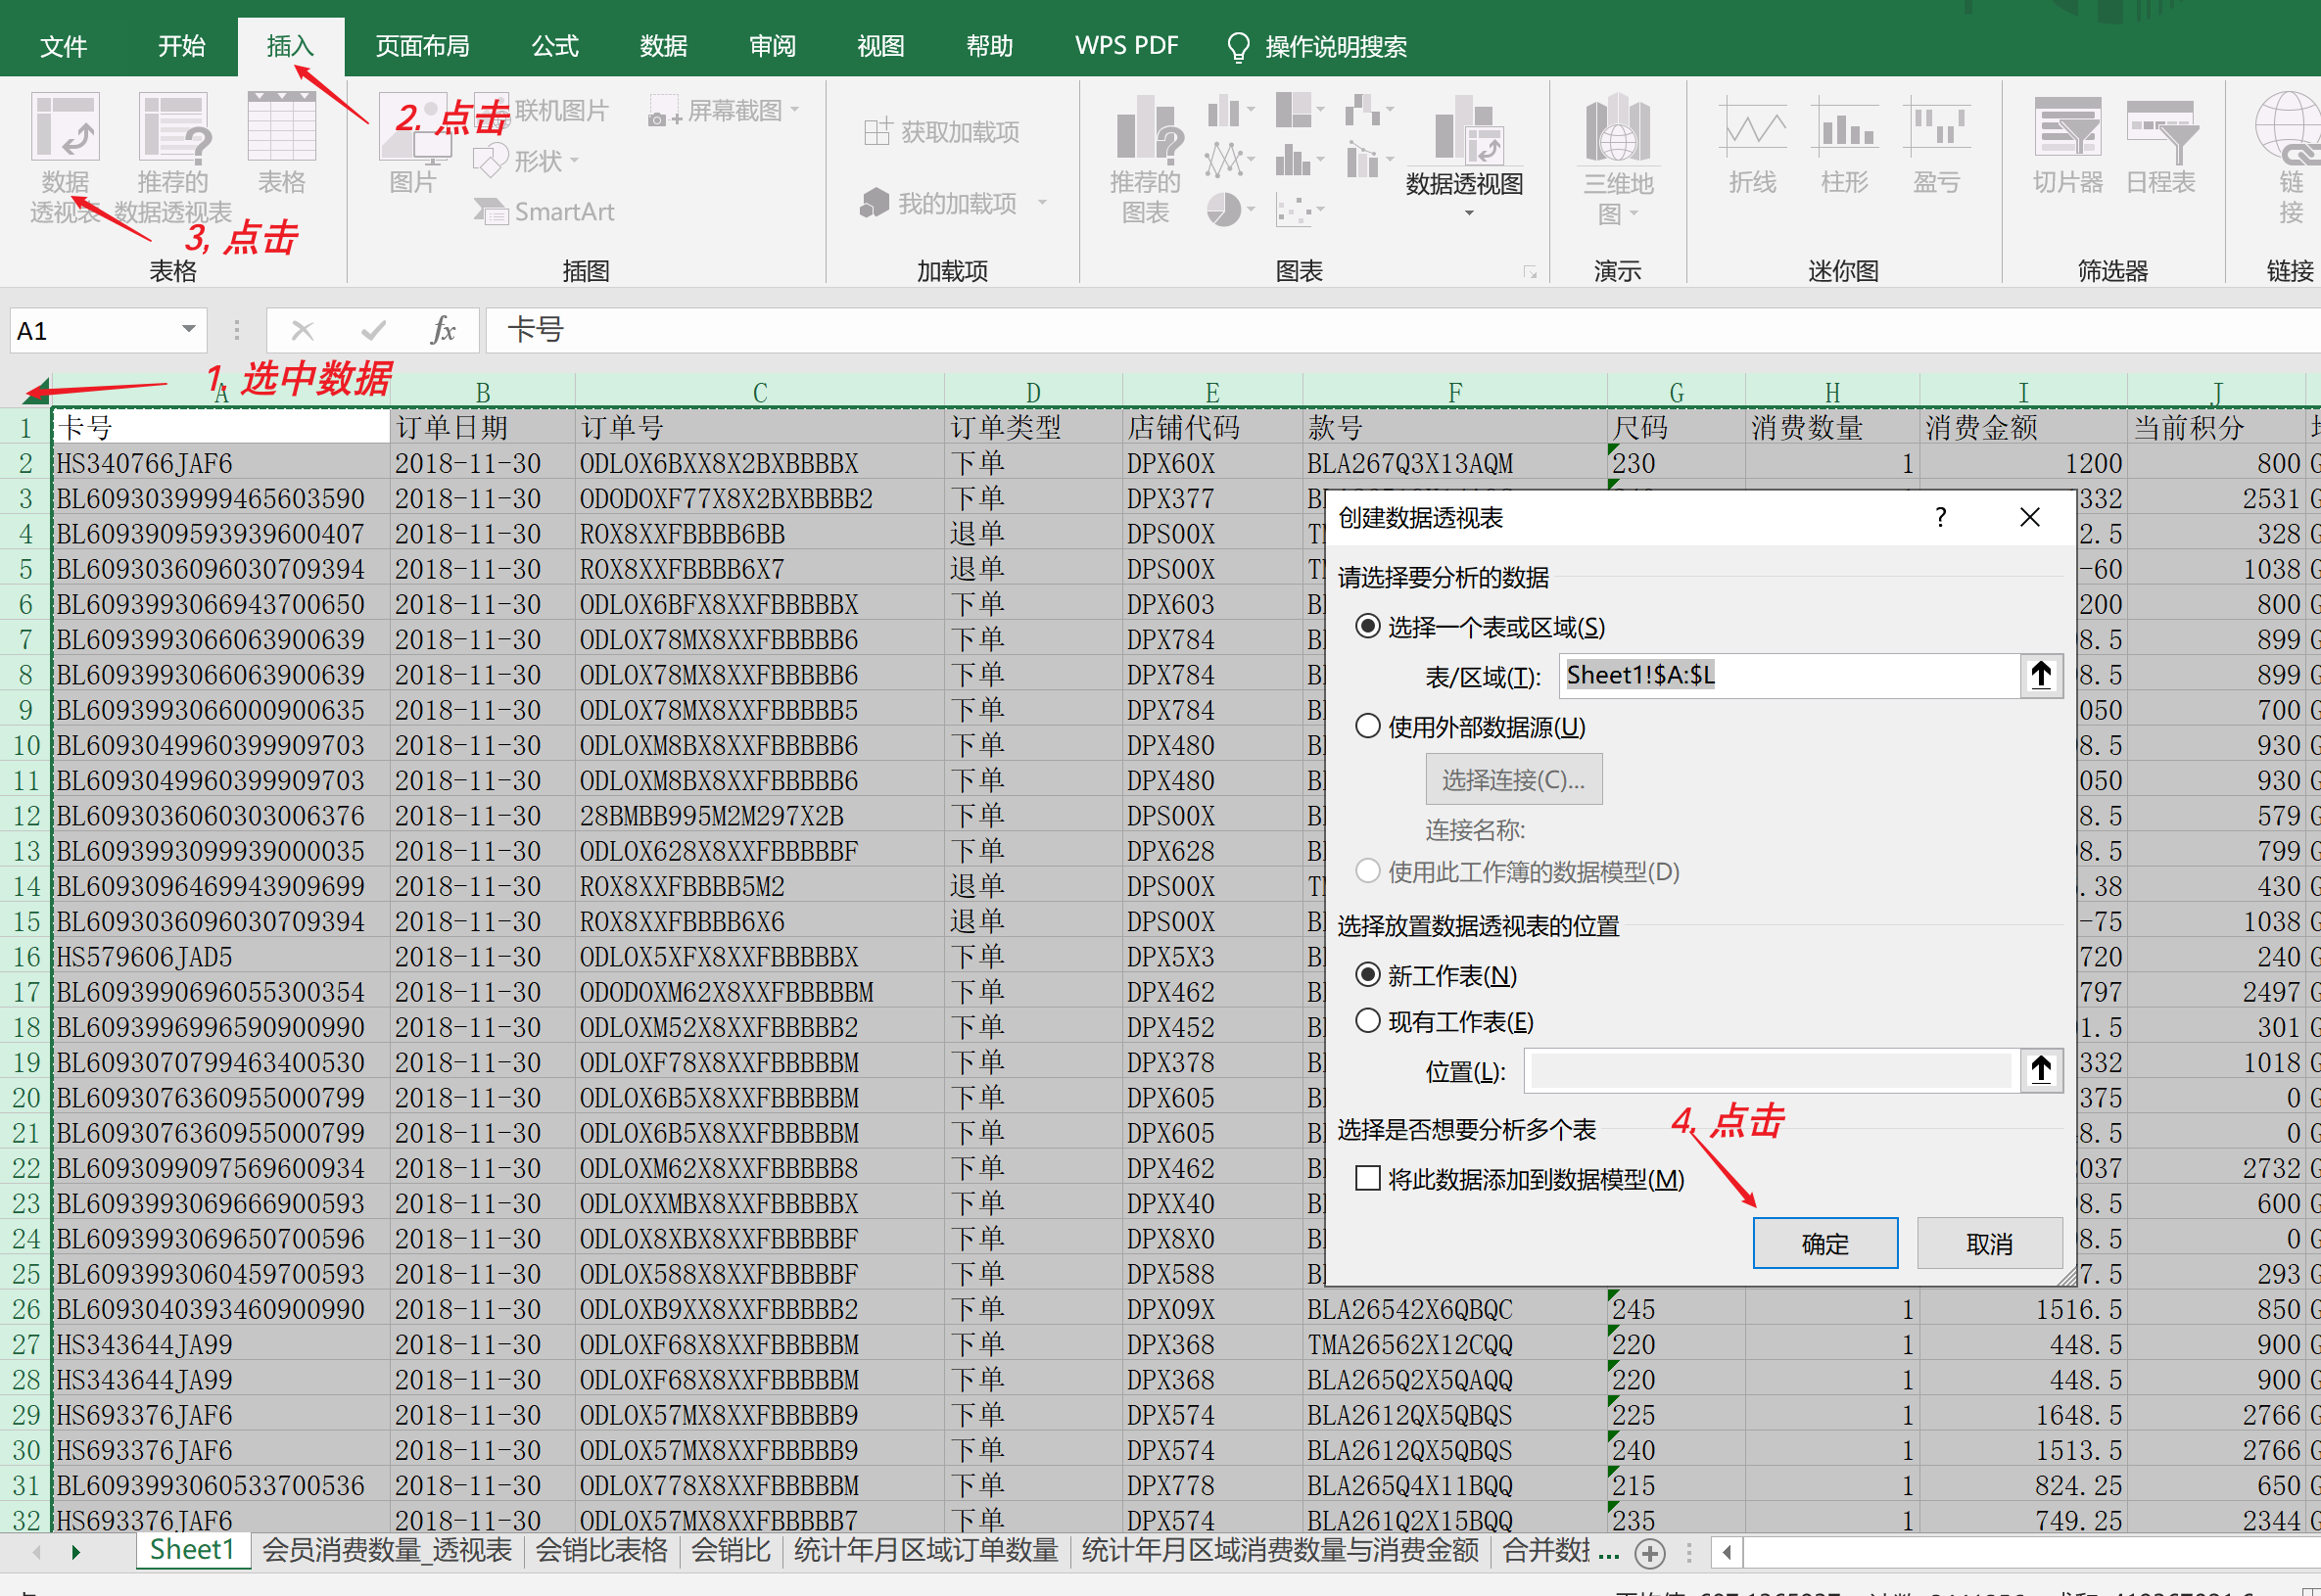 文件 开始 插入 页面布局 公式 数据 审阅 视图 帮助 WPS PDF 操作说明搜索
2. 点击
联机图片 屏幕截图
获取加载项
数据 推荐的 表格 图片 形状 推荐的 数据透视图 三维地 折线 柱形 盈亏 切片器 日程表 链
透视表 数据透视表 SmartArt 我的加载项 图表 图 接
3, 点击
表格 插图 加载项 图表 演示 迷你图 筛选器 链接
A1 fx 卡号
1, 选中数据
A B C D E F G H I J
1 卡号 订单日期 订单号 订单类型 店铺代码 款号 尺码 消费数量 消费金额 当前积分
2 HS340766JAF6 2018-11-30 ODLOX6BXX8X2BXBBBBX 下单 DPX60X BLA267Q3X13AQM 230 1 1200 800 G
3 BL6093039999465603590 2018-11-30 ODODOXF77X8X2BXBBBB2 下单 DPX377 332 2531 G
4 BL6093909593939600407 2018-11-30 ROX8XXFBBBB6BB 退单 DPS00X 2.5 328 G
5 BL6093036096030709394 2018-11-30 ROX8XXFBBBB6X7 退单 DPS00X -60 1038 G
6 BL6093993066943700650 2018-11-30 ODLOX6BFX8XXFBBBBBX 下单 DPX603 200 800 G
7 BL6093993066063900639 2018-11-30 ODLOX78MX8XXFBBBBB6 下单 DPX784 8.5 899 G
8 BL6093993066063900639 2018-11-30 ODLOX78MX8XXFBBBBB6 下单 DPX784 8.5 899 G
9 BL6093993066000900635 2018-11-30 ODLOX78MX8XXFBBBBB5 下单 DPX784 050 700 G
10 BL6093049960399909703 2018-11-30 ODLOXM8BX8XXFBBBBB6 下单 DPX480 8.5 930 G
11 BL6093049960399909703 2018-11-30 ODLOXM8BX8XXFBBBBB6 下单 DPX480 050 930 G
12 BL6093036060303006376 2018-11-30 28BMBB995M2M297X2B 下单 DPS00X 8.5 579 G
13 BL6093993099939000035 2018-11-30 ODLOX628X8XXFBBBBBF 下单 DPX628 8.5 799 G
14 BL6093096469943909699 2018-11-30 ROX8XXFBBBB5M2 退单 DPS00X .38 430 G
15 BL6093036096030709394 2018-11-30 ROX8XXFBBBB6X6 退单 DPS00X -75 1038 G
16 HS579606JAD5 2018-11-30 ODLOX5XFX8XXFBBBBBX 下单 DPX5X3 720 240 G
17 BL6093990696055300354 2018-11-30 ODODOXM62X8XXFBBBBBM 下单 DPX462 797 2497 G
18 BL6093996996590900990 2018-11-30 ODLOXM52X8XXFBBBBB2 下单 DPX452 1.5 301 G
19 BL6093070799463400530 2018-11-30 ODLOXF78X8XXFBBBBBM 下单 DPX378 332 1018 G
20 BL6093076360955000799 2018-11-30 ODLOX6B5X8XXFBBBBBM 下单 DPX605 375 0 G
21 BL6093076360955000799 2018-11-30 ODLOX6B5X8XXFBBBBBM 下单 DPX605 8.5 0 G
22 BL6093099097569600934 2018-11-30 ODLOXM62X8XXFBBBBB8 下单 DPX462 037 2732 G
23 BL6093993069666900593 2018-11-30 ODLOXXMBX8XXFBBBBBX 下单 DPXX40 8.5 600 G
24 BL6093993069650700596 2018-11-30 ODLOX8XBX8XXFBBBBBF 下单 DPX8X0 8.5 0 G
25 BL6093993060459700593 2018-11-30 ODLOX588X8XXFBBBBBF 下单 DPX588 7.5 293 G
26 BL6093040393460900990 2018-11-30 ODLOXB9XX8XXFBBBBB2 下单 DPX09X BLA26542X6QBQC 245 1 1516.5 850 G
27 HS343644JA99 2018-11-30 ODLOXF68X8XXFBBBBBM 下单 DPX368 TMA26562X12CQQ 220 1 448.5 900 G
28 HS343644JA99 2018-11-30 ODLOXF68X8XXFBBBBBM 下单 DPX368 BLA265Q2X5QAQQ 220 1 448.5 900 G
29 HS693376JAF6 2018-11-30 ODLOX57MX8XXFBBBBB9 下单 DPX574 BLA2612QX5QBQS 225 1 1648.5 2766 G
30 HS693376JAF6 2018-11-30 ODLOX57MX8XXFBBBBB9 下单 DPX574 BLA2612QX5QBQS 240 1 1513.5 2766 G
31 BL6093993060533700536 2018-11-30 ODLOX778X8XXFBBBBBM 下单 DPX778 BLA265Q4X11BQQ 215 1 824.25 650 G
32 HS693376JAF6 2018-11-30 ODLOX57MX8XXFBBBBB7 下单 DPX574 BLA261Q2X15BQQ 235 1 749.25 2344 G
创建数据透视表 ? ×
请选择要分析的数据
选择一个表或区域(S)
表/区域(T): Sheet1!$A:$L
使用外部数据源(U)
选择连接(C)...
连接名称:
使用此工作簿的数据模型(D)
选择放置数据透视表的位置
新工作表(N)
现有工作表(E)
位置(L):
选择是否想要分析多个表
4, 点击
将此数据添加到数据模型(M)
确定 取消
Sheet1 会员消费数量_透视表 会销比表格 会销比 统计年月区域订单数量 统计年月区域消费数量与消费金额 合并数据 ...